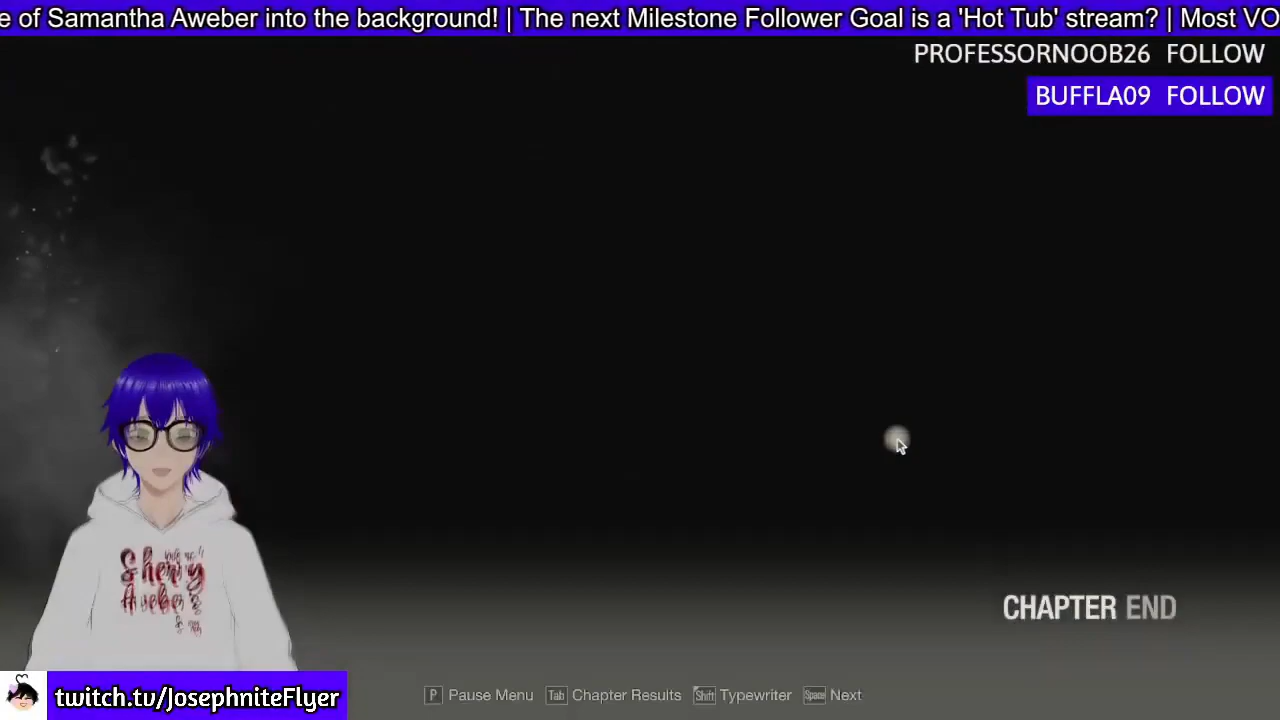 e of Samantha Aweber into the background! | The next Milestone Follower Goal is a 'Hot Tub' stream? | Most VO
PROFESSORNOOB26 FOLLOW
BUFFLA09 FOLLOW
Sherry
Aweber
CHAPTER END
twitch.tv/JosephniteFlyer
P Pause Menu Tab Chapter Results Shift Typewriter Space Next